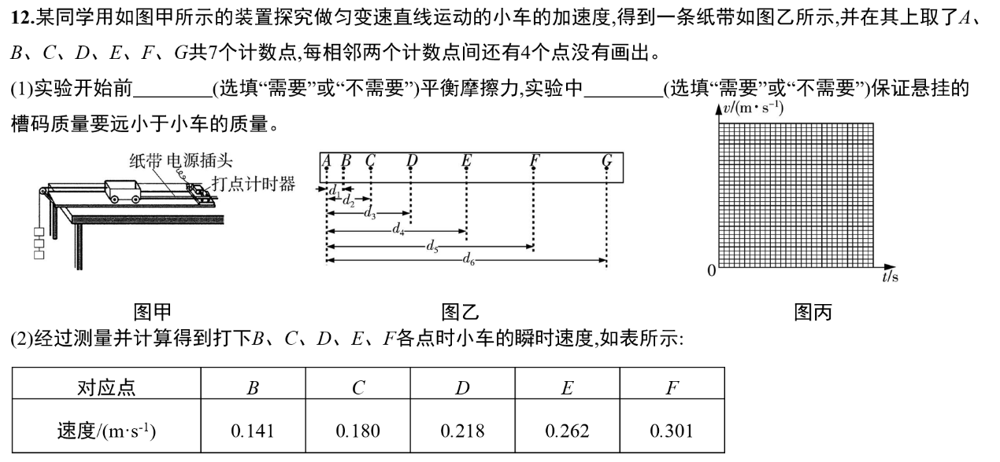 12.某同学用如图甲所示的装置探究做匀变速直线运动的小车的加速度,得到一条纸带如图乙所示,并在其上取了A、
B、C、D、E、F、G共7个计数点,每相邻两个计数点间还有4个点没有画出。
(1)实验开始前________(选填“需要”或“不需要”)平衡摩擦力,实验中________(选填“需要”或“不需要”)保证悬挂的
槽码质量要远小于小车的质量。
纸带 电源插头
打点计时器
A B C D E F G
d₁
d₂
d₃
d₄
d₅
d₆
v/(m·s⁻¹)
0
t/s
图甲 图乙 图丙
(2)经过测量并计算得到打下B、C、D、E、F各点时小车的瞬时速度,如表所示:
对应点 B C D E F
速度/(m·s⁻¹) 0.141 0.180 0.218 0.262 0.301